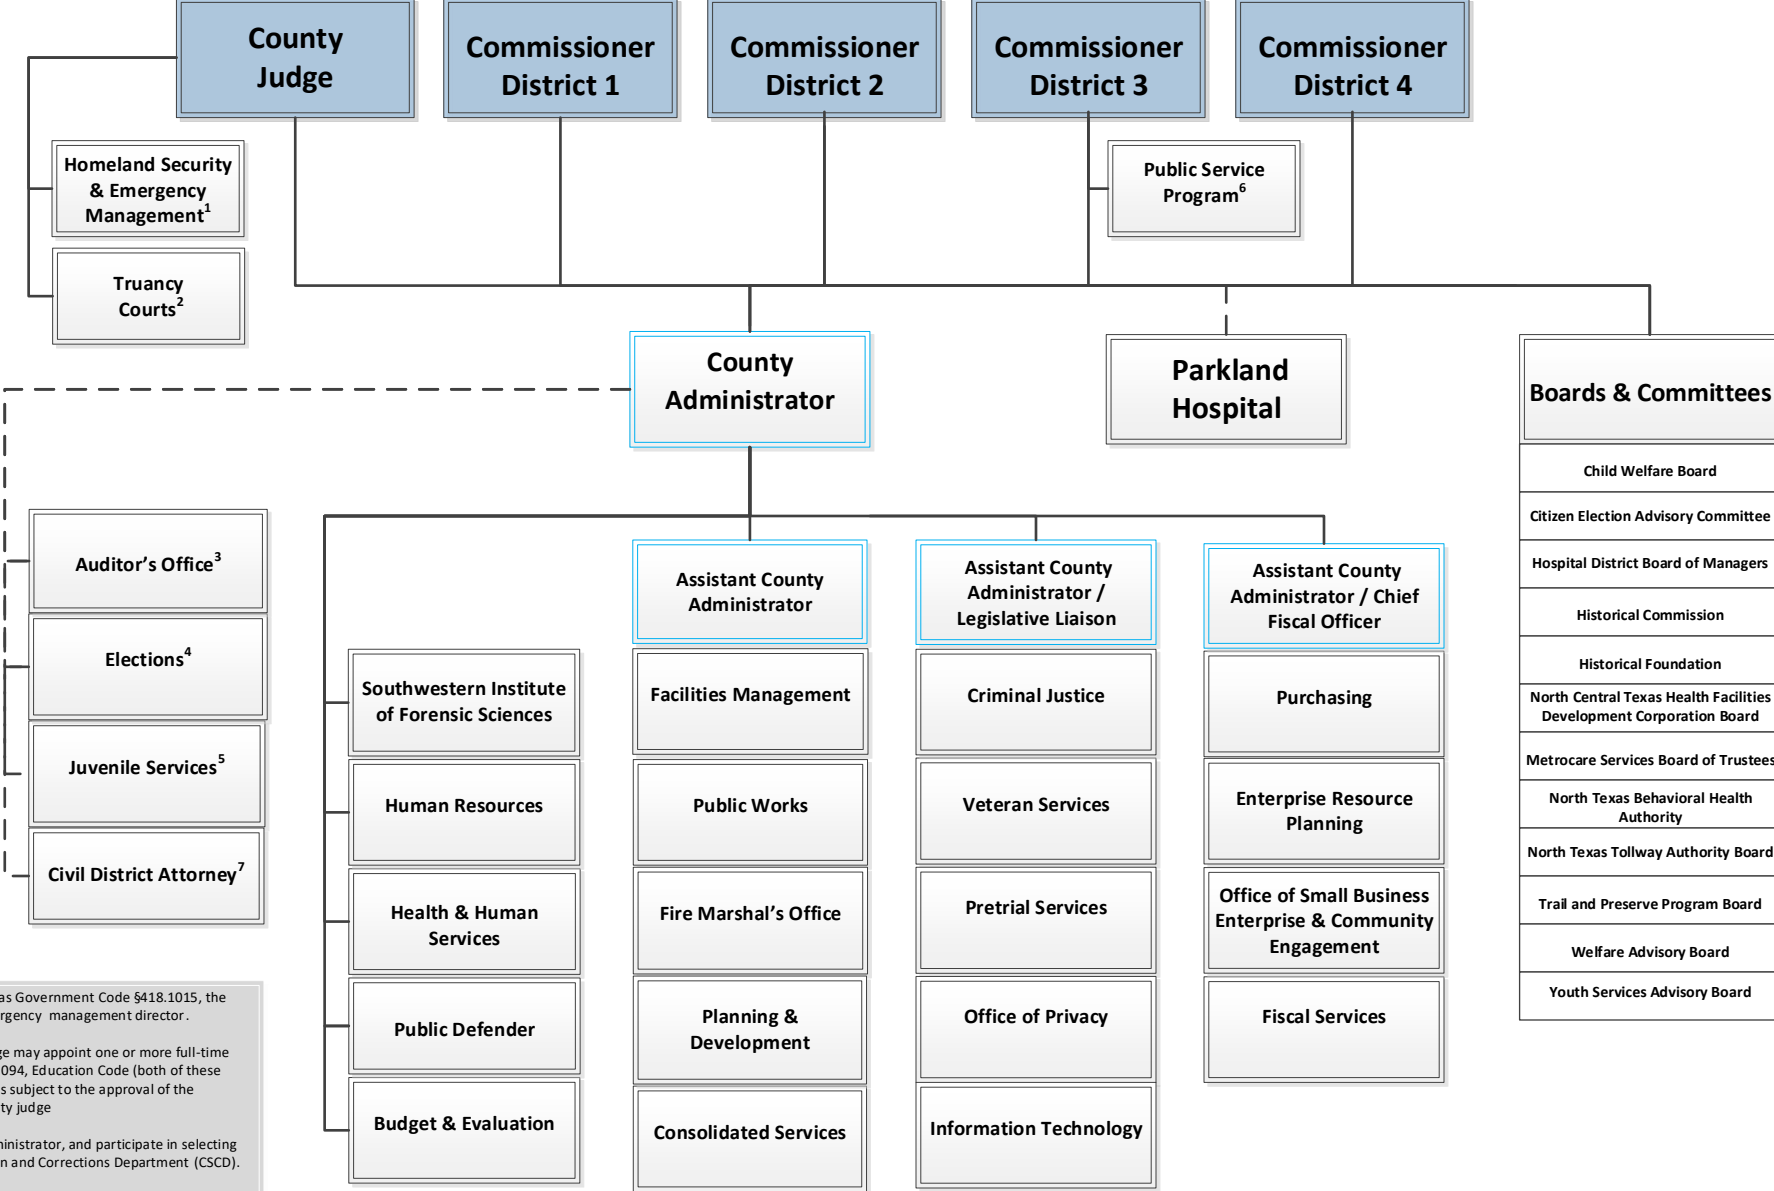 County
Judge
Commissioner
District 1
Commissioner
District 2
Commissioner
District 3
Commissioner
District 4
Homeland Security
& Emergency
Management1
Truancy
Courts2
Public Service
Program6
County
Administrator
Parkland
Hospital
Boards & Committees
Child Welfare Board
Citizen Election Advisory Committee
Hospital District Board of Managers
Historical Commission
Historical Foundation
North Central Texas Health Facilities
Development Corporation Board
Metrocare Services Board of Trustees
North Texas Behavioral Health
Authority
North Texas Tollway Authority Board
Trail and Preserve Program Board
Welfare Advisory Board
Youth Services Advisory Board
Auditor's Office3
Elections4
Juvenile Services5
Civil District Attorney7
Southwestern Institute
of Forensic Sciences
Human Resources
Health & Human
Services
Public Defender
Budget & Evaluation
Assistant County
Administrator
Facilities Management
Public Works
Fire Marshal's Office
Planning &
Development
Consolidated Services
Assistant County
Administrator /
Legislative Liaison
Criminal Justice
Veteran Services
Pretrial Services
Office of Privacy
Information Technology
Assistant County
Administrator / Chief
Fiscal Officer
Purchasing
Enterprise Resource
Planning
Office of Small Business
Enterprise & Community
Engagement
Fiscal Services
as Government Code §418.1015, the
rgency management director.
ge may appoint one or more full-time
094, Education Code (both of these
s subject to the approval of the
ty judge
ministrator, and participate in selecting
n and Corrections Department (CSCD).